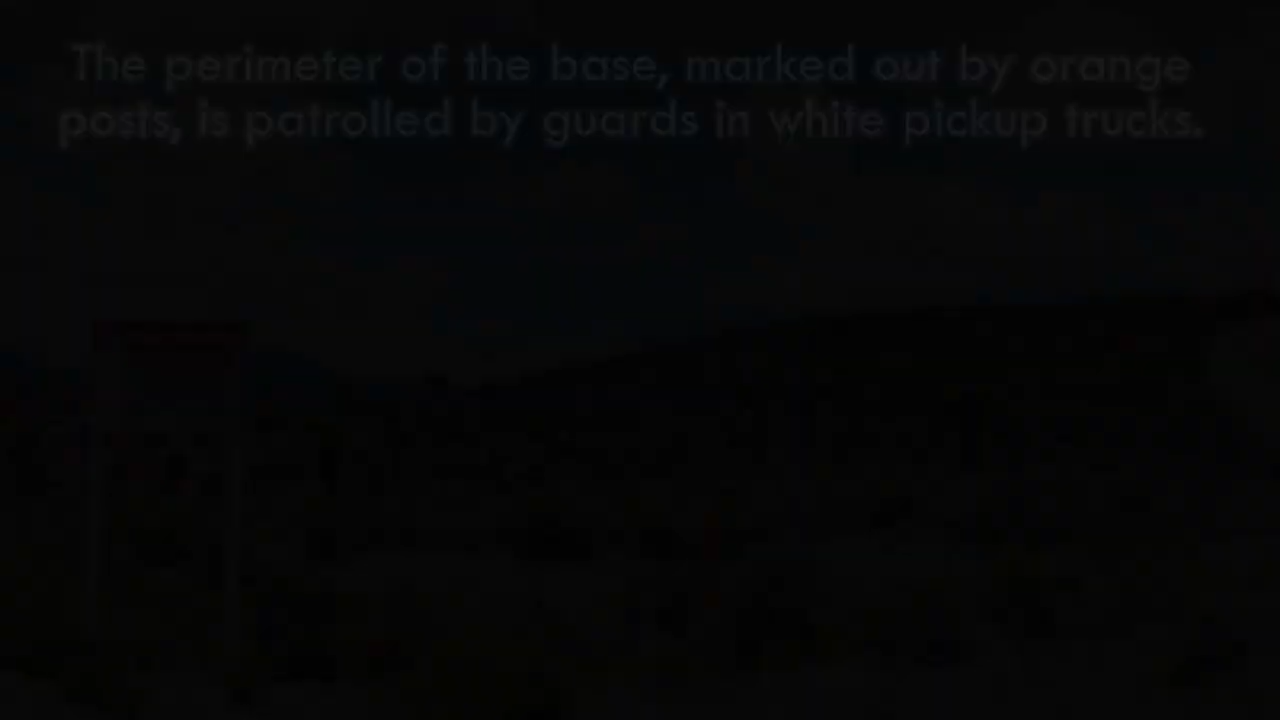 The perimeter of the base, marked out by orange
posts, is patrolled by guards in white pickup trucks.